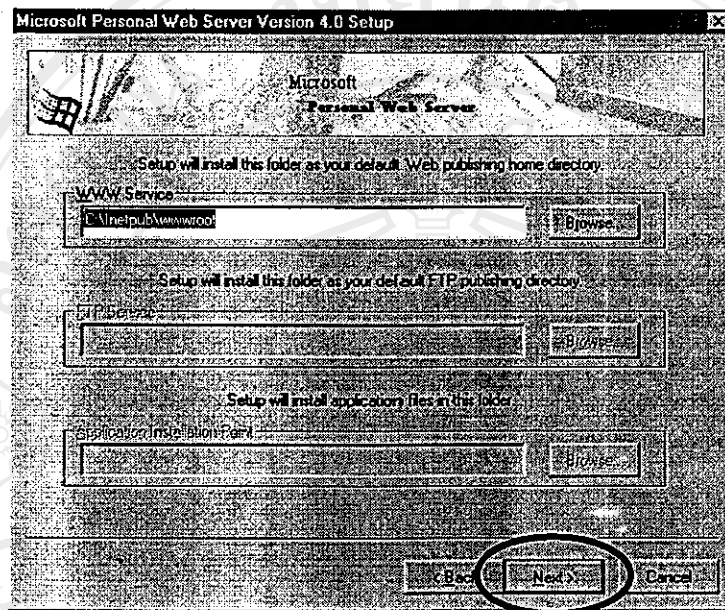 Microsoft Personal Web Server Version 4.0 Setup
Microsoft
Personal Web Server
Setup will install this folder as your default Web publishing home directory.
WWW Service
C:\Inetpub\wwwroot
Browse...
Setup will install this folder as your default FTP publishing directory.
FTP Service
Browse...
Setup will install application files in this folder.
Application Installation Point
Browse...
< Back
Next >
Cancel